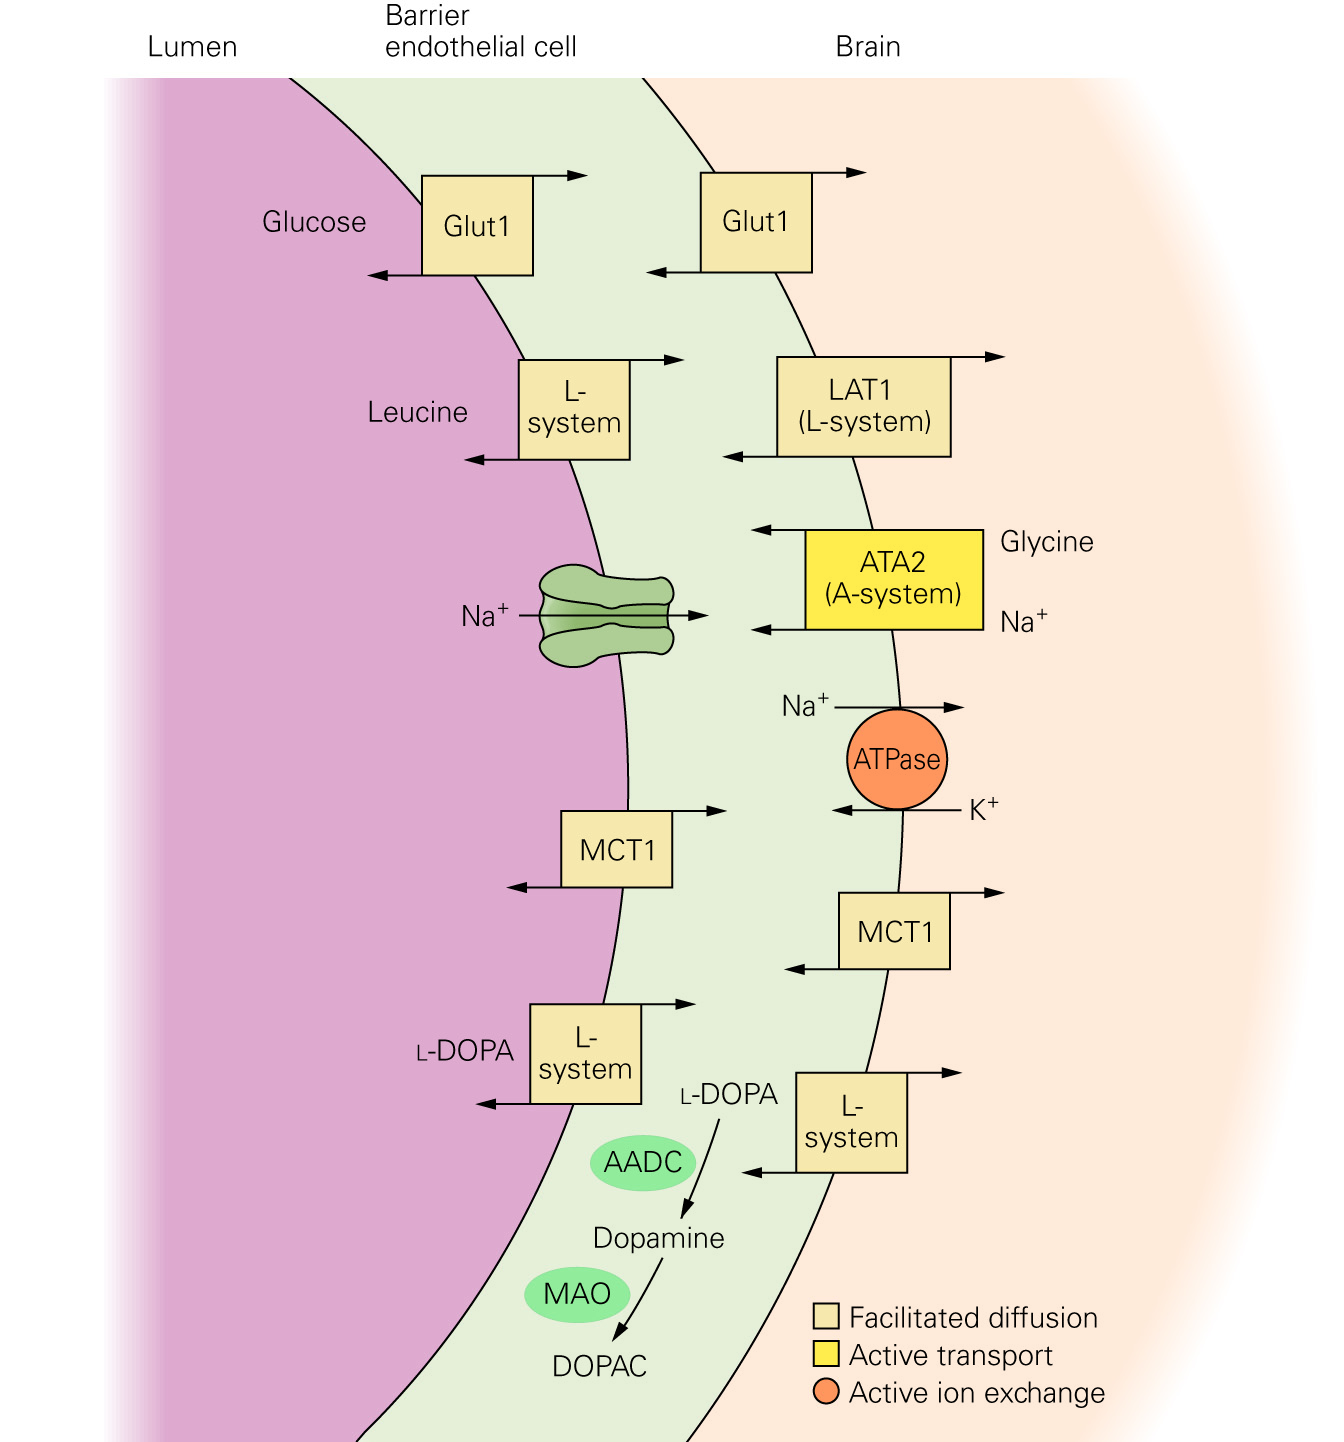 Lumen
Barrier
endothelial cell
Brain
Glucose
Glut1
Glut1
Leucine
L-
system
LAT1
(L-system)
ATA2
(A-system)
Glycine
Na⁺
Na⁺
Na⁺
ATPase
K⁺
MCT1
MCT1
L-DOPA
L-
system
L-DOPA
L-
system
AADC
Dopamine
MAO
DOPAC
Facilitated diffusion
Active transport
Active ion exchange